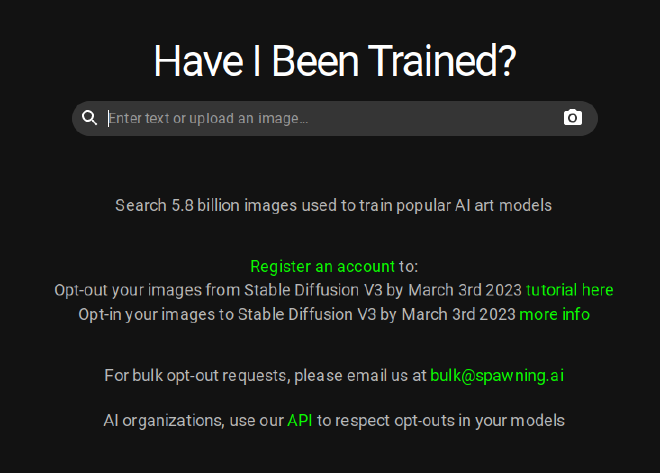 Have I Been Trained?
Enter text or upload an image...
Search 5.8 billion images used to train popular AI art models
Register an account to:
Opt-out your images from Stable Diffusion V3 by March 3rd 2023 tutorial here
Opt-in your images to Stable Diffusion V3 by March 3rd 2023 more info
For bulk opt-out requests, please email us at bulk@spawning.ai
AI organizations, use our API to respect opt-outs in your models